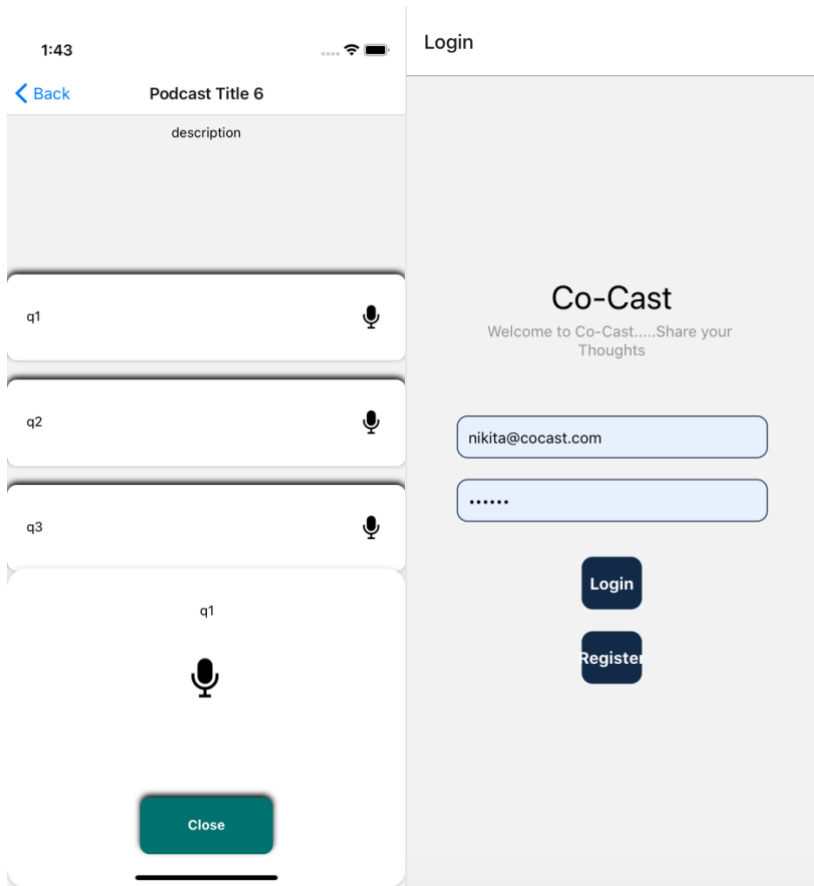 1:43
Back
Podcast Title 6
description
q1
q2
q3
q1
Close
Login
Co-Cast
Welcome to Co-Cast.....Share your
Thoughts
nikita@cocast.com
••••••
Login
Register